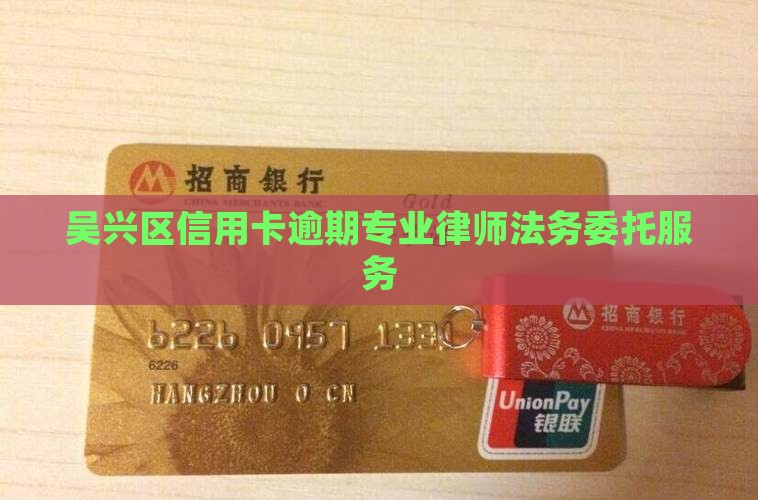 招商银行
CHINA MERCHANTS BANK
Gold
吴兴区信用卡逾期专业律师法务委托服
务
招商银行
CHINA MERCHANTS BANK
6226 0957 1331
6226
HANGZHOU O CN
UnionPay
银联